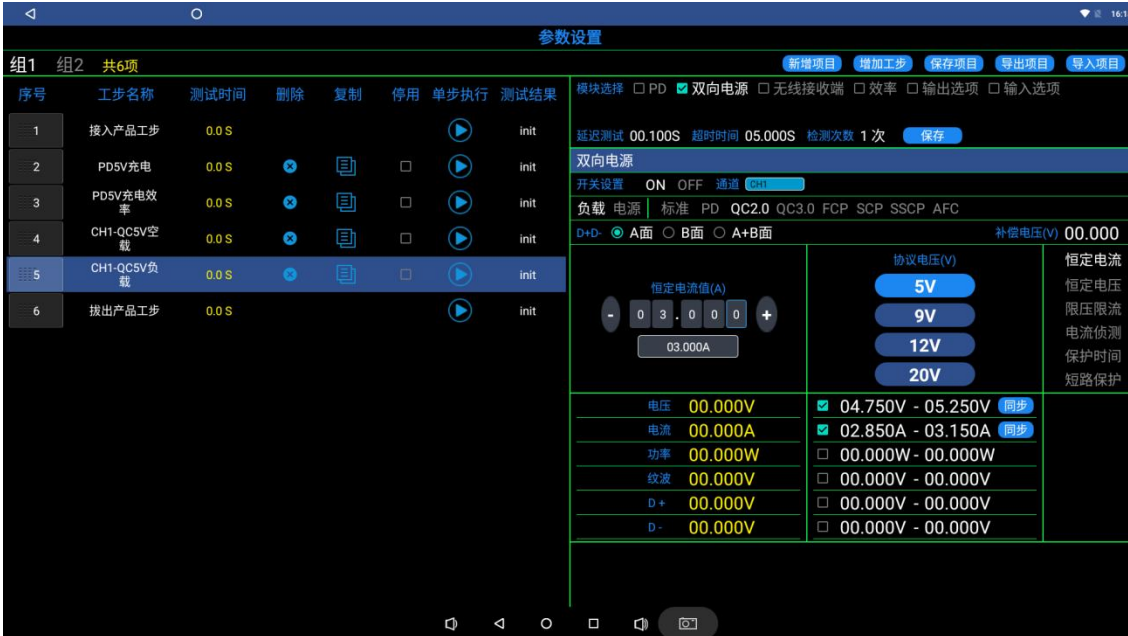 16:1
参数设置
组1 组2 共6项 新增项目 增加工步 保存项目 导出项目 导入项目
序号 工步名称 测试时间 删除 复制 停用 单步执行 测试结果
1 接入产品工步 0.0 S init
2 PD5V充电 0.0 S init
3 PD5V充电效率 0.0 S init
4 CH1-QC5V空载 0.0 S init
5 CH1-QC5V负载 0.0 S init
6 拔出产品工步 0.0 S init
模块选择 PD 双向电源 无线接收端 效率 输出选项 输入选项
延迟测试 00.100S 超时时间 05.000S 检测次数 1 次 保存
双向电源
开关设置 ON OFF 通道 CH1
负载 电源 标准 PD QC2.0 QC3.0 FCP SCP SSCP AFC
D+D- A面 B面 A+B面 补偿电压(V) 00.000
恒定电流值(A)
- 0 3 . 0 0 0 +
03.000A
协议电压(V)
5V
9V
12V
20V
恒定电流
恒定电压
限压限流
电流侦测
保护时间
短路保护
电压 00.000V 04.750V - 05.250V 同步
电流 00.000A 02.850A - 03.150A 同步
功率 00.000W 00.000W - 00.000W
纹波 00.000V 00.000V - 00.000V
D + 00.000V 00.000V - 00.000V
D - 00.000V 00.000V - 00.000V